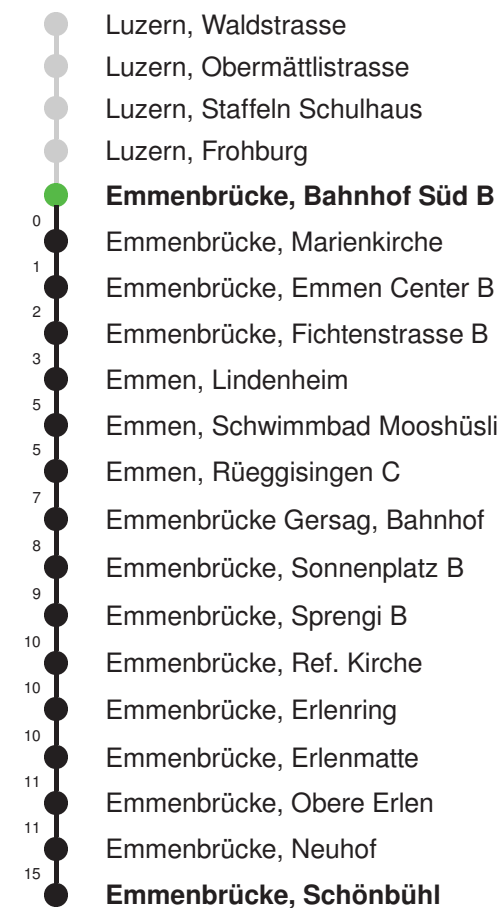 Luzern, Waldstrasse
Luzern, Obermättlistrasse
Luzern, Staffeln Schulhaus
Luzern, Frohburg
Emmenbrücke, Bahnhof Süd B
0
Emmenbrücke, Marienkirche
1
Emmenbrücke, Emmen Center B
2
Emmenbrücke, Fichtenstrasse B
3
Emmen, Lindenheim
5
Emmen, Schwimmbad Mooshüsli
5
Emmen, Rüeggisingen C
7
Emmenbrücke Gersag, Bahnhof
8
Emmenbrücke, Sonnenplatz B
9
Emmenbrücke, Sprengi B
10
Emmenbrücke, Ref. Kirche
10
Emmenbrücke, Erlenring
10
Emmenbrücke, Erlenmatte
11
Emmenbrücke, Obere Erlen
11
Emmenbrücke, Neuhof
15
Emmenbrücke, Schönbühl